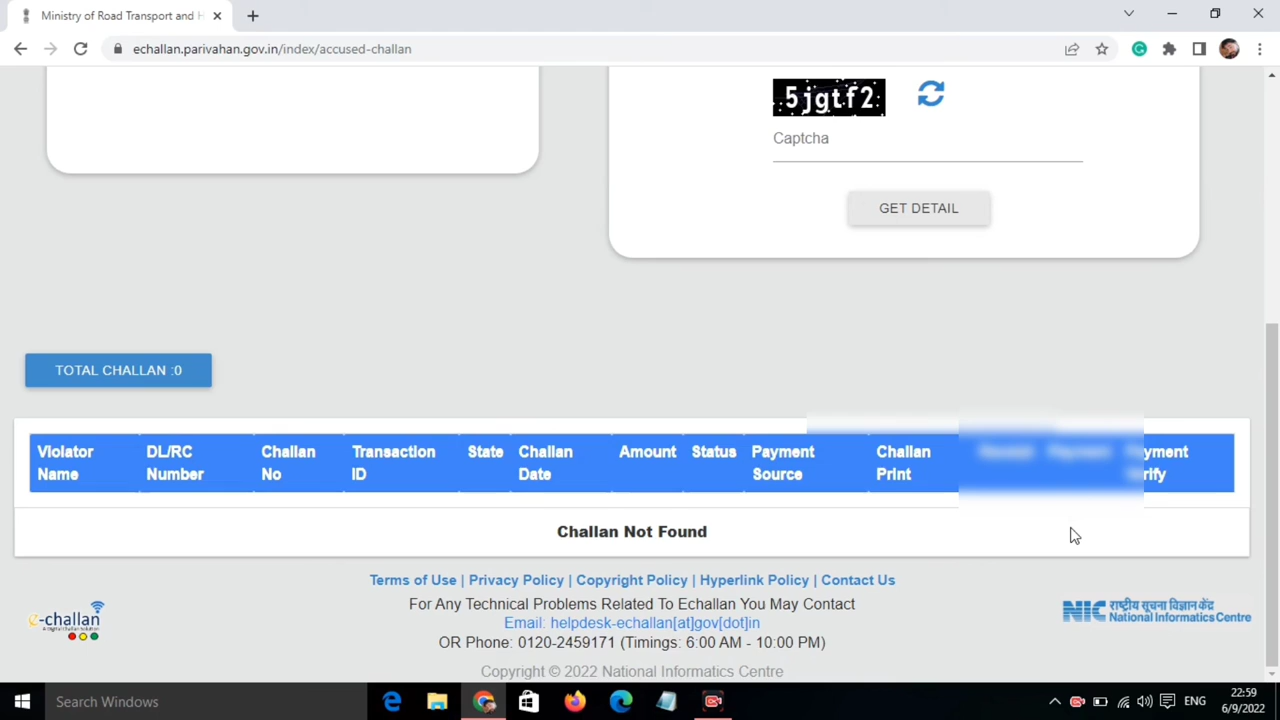 Ministry of Road Transport and H
echallan.parivahan.gov.in/index/accused-challan
5jgtf2
Captcha
GET DETAIL
TOTAL CHALLAN :0
Violator Name
DL/RC Number
Challan No
Transaction ID
State
Challan Date
Amount
Status
Payment Source
Challan Print
Receipt
Payment
Challan Not Found
Terms of Use | Privacy Policy | Copyright Policy | Hyperlink Policy | Contact Us
For Any Technical Problems Related To Echallan You May Contact
Email: helpdesk-echallan[at]gov[dot]in
OR Phone: 0120-2459171 (Timings: 6:00 AM - 10:00 PM)
Copyright © 2022 National Informatics Centre
e-challan
A Digital Challan Solution
NIC
राष्ट्रीय सूचना विज्ञान केंद्र
National Informatics Centre
Search Windows
ENG
22:59
6/9/2022